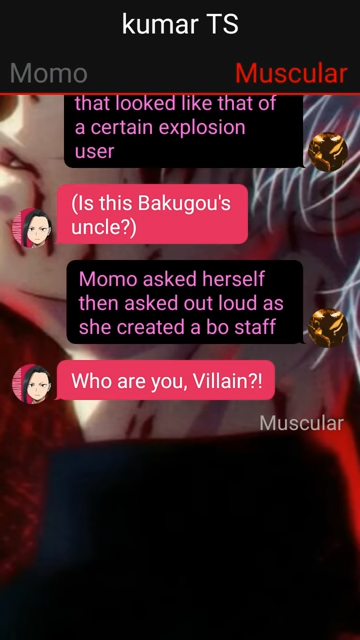 kumar TS
Momo
Muscular
that looked like that of
a certain explosion
user
(Is this Bakugou's
uncle?)
Momo asked herself
then asked out loud as
she created a bo staff
Who are you, Villain?!
Muscular